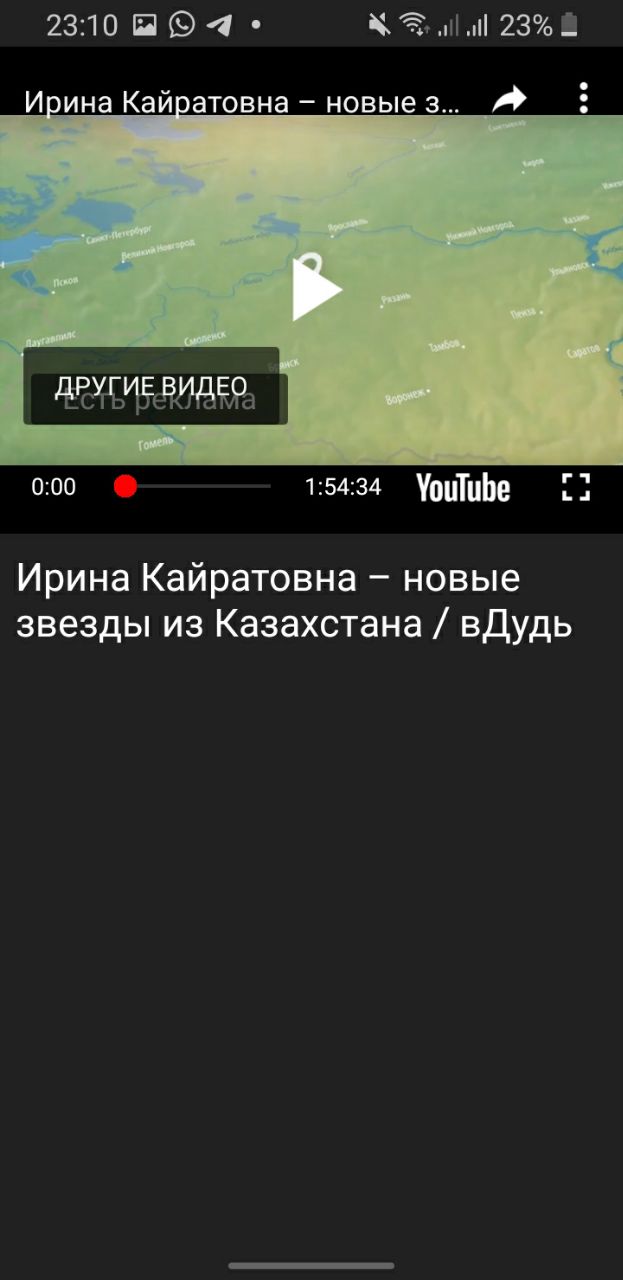 23:10
23%
Ирина Кайратовна – новые з...
Сыктывкар
Котлас
Киров
Санкт-Петербург
Великий Новгород
Ярославль
Нижний Новгород
Казань
Псков
Рязань
Ульяновск
Пенза
Даугавпилс
Смоленск
Тамбов
Саратов
Брянск
Воронеж
ДРУГИЕ ВИДЕО
Есть реклама
Гомель
0:00
1:54:34
YouTube
Ирина Кайратовна – новые
звезды из Казахстана / вДудь